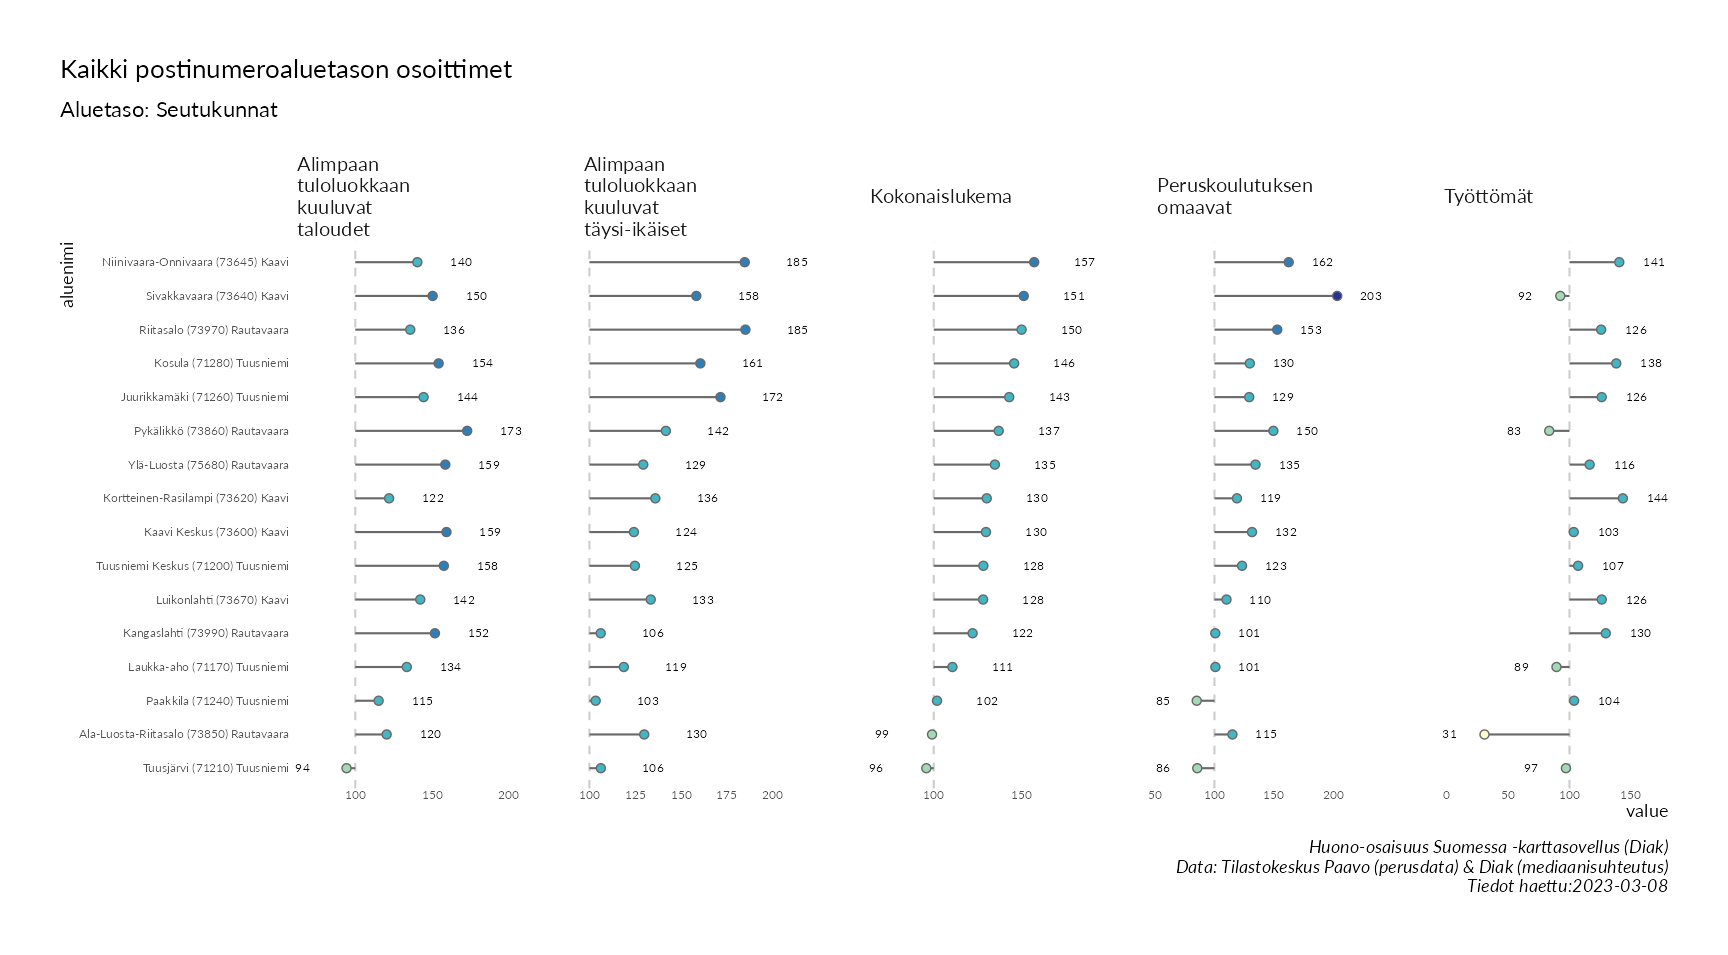 Kaikki postinumeroaluetason osoittimet
Aluetaso: Seutukunnat
Alimpaan
tuloluokkaan
kuuluvat
taloudet
Alimpaan
tuloluokkaan
kuuluvat
täysi-ikäiset
Kokonaislukema
Peruskoulutuksen
omaavat
Työttömät
aluenimi
Niinivaara-Onnivaara (73645) Kaavi 140 185 157 162 141
Sivakkavaara (73640) Kaavi 150 158 151 203 92
Riitasalo (73970) Rautavaara 136 185 150 153 126
Kosula (71280) Tuusniemi 154 161 146 130 138
Juurikkamäki (71260) Tuusniemi 144 172 143 129 126
Pykälikkö (73860) Rautavaara 173 142 137 150 83
Ylä-Luosta (75680) Rautavaara 159 129 135 135 116
Kortteinen-Rasilampi (73620) Kaavi 122 136 130 119 144
Kaavi Keskus (73600) Kaavi 159 124 130 132 103
Tuusniemi Keskus (71200) Tuusniemi 158 125 128 123 107
Luikonlahti (73670) Kaavi 142 133 128 110 126
Kangaslahti (73990) Rautavaara 152 106 122 101 130
Laukka-aho (71170) Tuusniemi 134 119 111 101 89
Paakkila (71240) Tuusniemi 115 103 102 85 104
Ala-Luosta-Riitasalo (73850) Rautavaara 120 130 99 115 31
Tuusjärvi (71210) Tuusniemi 94 106 96 86 97
100 150 200 100 125 150 175 200 100 150 50 100 150 200 0 50 100 150
value
Huono-osaisuus Suomessa -karttasovellus (Diak)
Data: Tilastokeskus Paavo (perusdata) & Diak (mediaanisuhteutus)
Tiedot haettu:2023-03-08